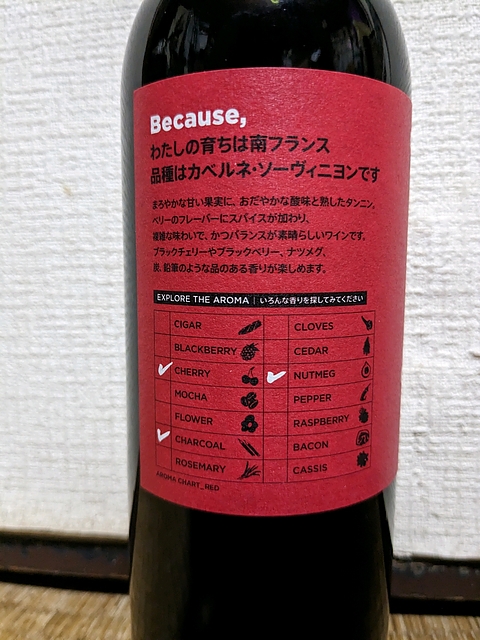 Because,
わたしの育ちは南フランス
品種はカベルネ・ソーヴィニヨンです
まろやかな甘い果実に、おだやかな酸味と熟したタンニン。
ベリーのフレーバーにスパイスが加わり、
複雑な味わいで、かつバランスが素晴らしいワインです。
ブラックチェリーやブラックベリー、ナツメグ、
炭、鉛筆のような品のある香りが楽しめます。
EXPLORE THE AROMA | いろんな香りを探してみてください
CIGAR CLOVES
BLACKBERRY CEDAR
CHERRY NUTMEG
MOCHA PEPPER
FLOWER RASPBERRY
CHARCOAL BACON
ROSEMARY CASSIS
AROMA CHART_RED